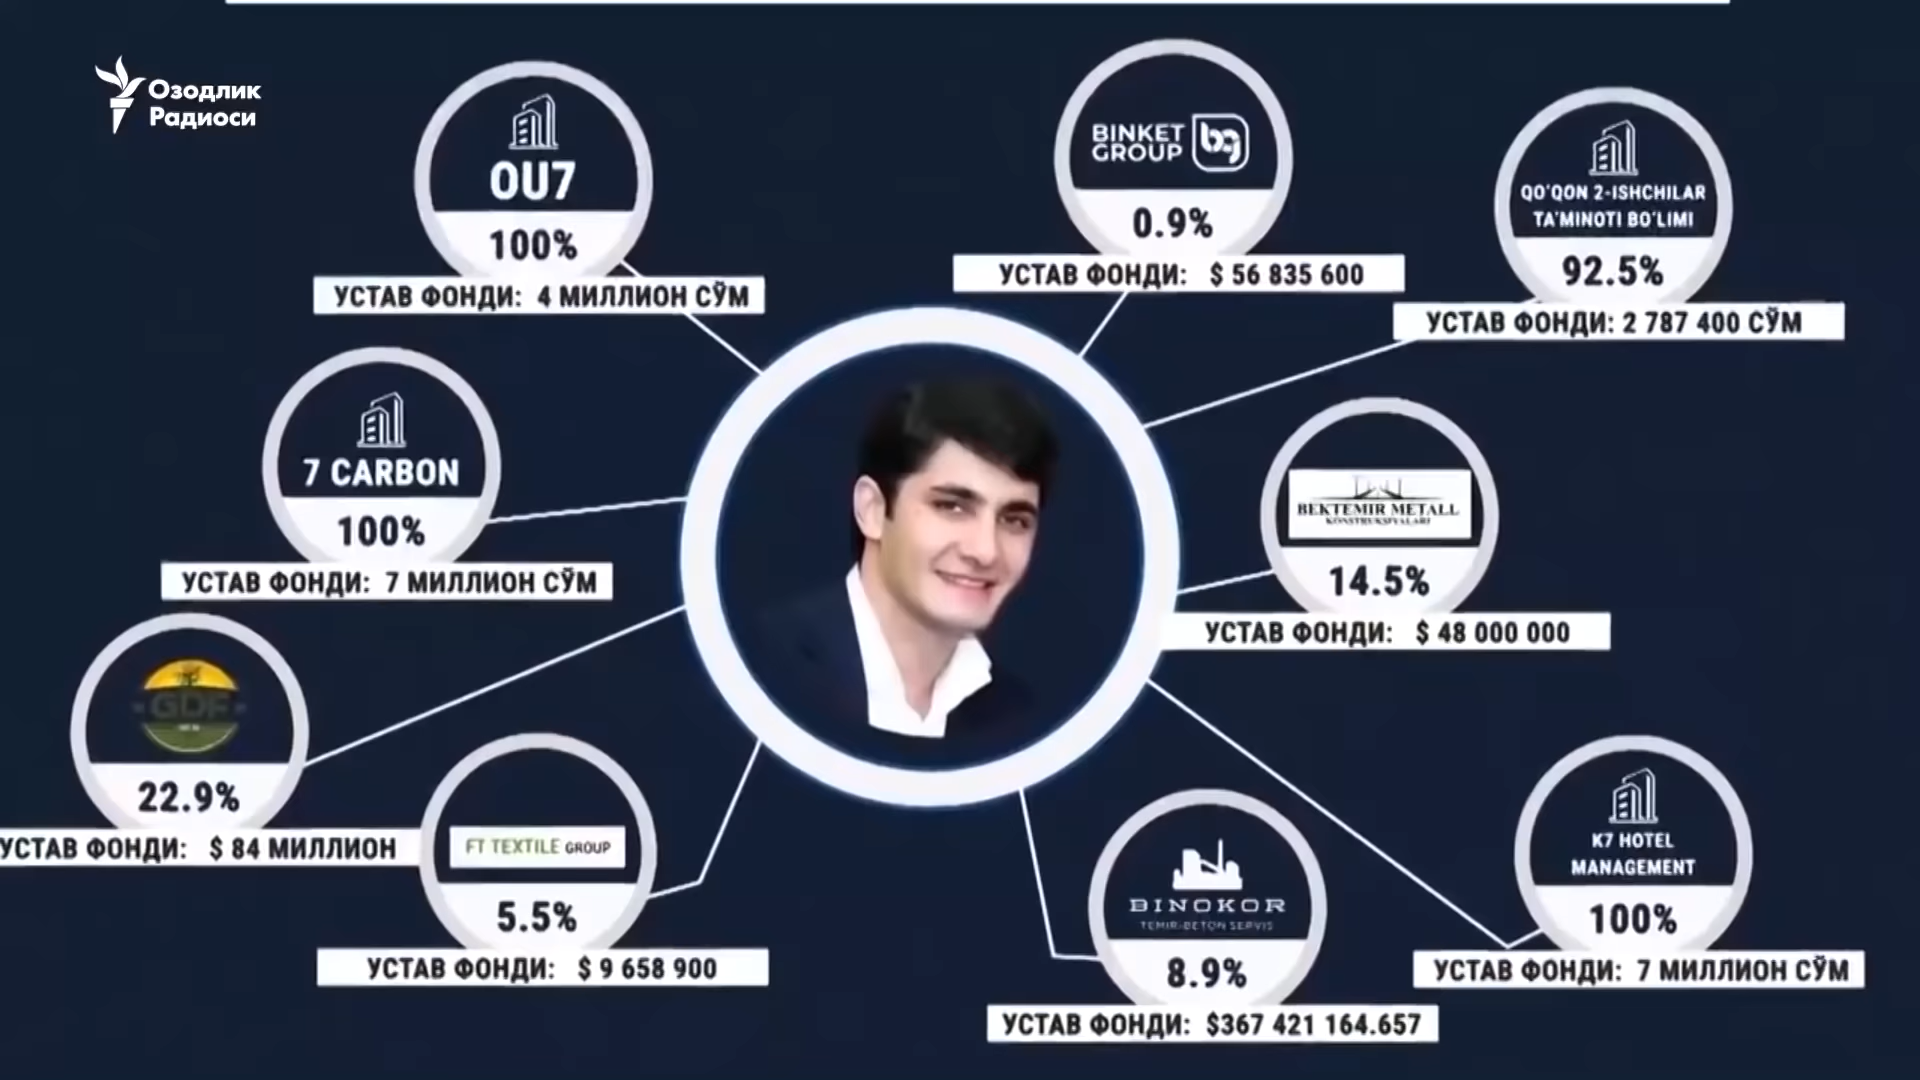 Озодлик
Радиоси
OU7
100%
УСТАВ ФОНДИ: 4 МИЛЛИОН СЎМ
BINKET
GROUP bg
0.9%
УСТАВ ФОНДИ: $ 56 835 600
QO'QON 2-ISHCHILAR
TA'MINOTI BO'LIMI
92.5%
УСТАВ ФОНДИ: 2 787 400 СЎМ
7 CARBON
100%
УСТАВ ФОНДИ: 7 МИЛЛИОН СЎМ
BEKTEMIR METALL
KONSTRUKSIYALARI
14.5%
УСТАВ ФОНДИ: $ 48 000 000
GDF
22.9%
УСТАВ ФОНДИ: $ 84 МИЛЛИОН
FT TEXTILE GROUP
5.5%
УСТАВ ФОНДИ: $ 9 658 900
BINOKOR
TEMIR-BETON SERVIS
8.9%
УСТАВ ФОНДИ: $367 421 164.657
K7 HOTEL
MANAGEMENT
100%
УСТАВ ФОНДИ: 7 МИЛЛИОН СЎМ